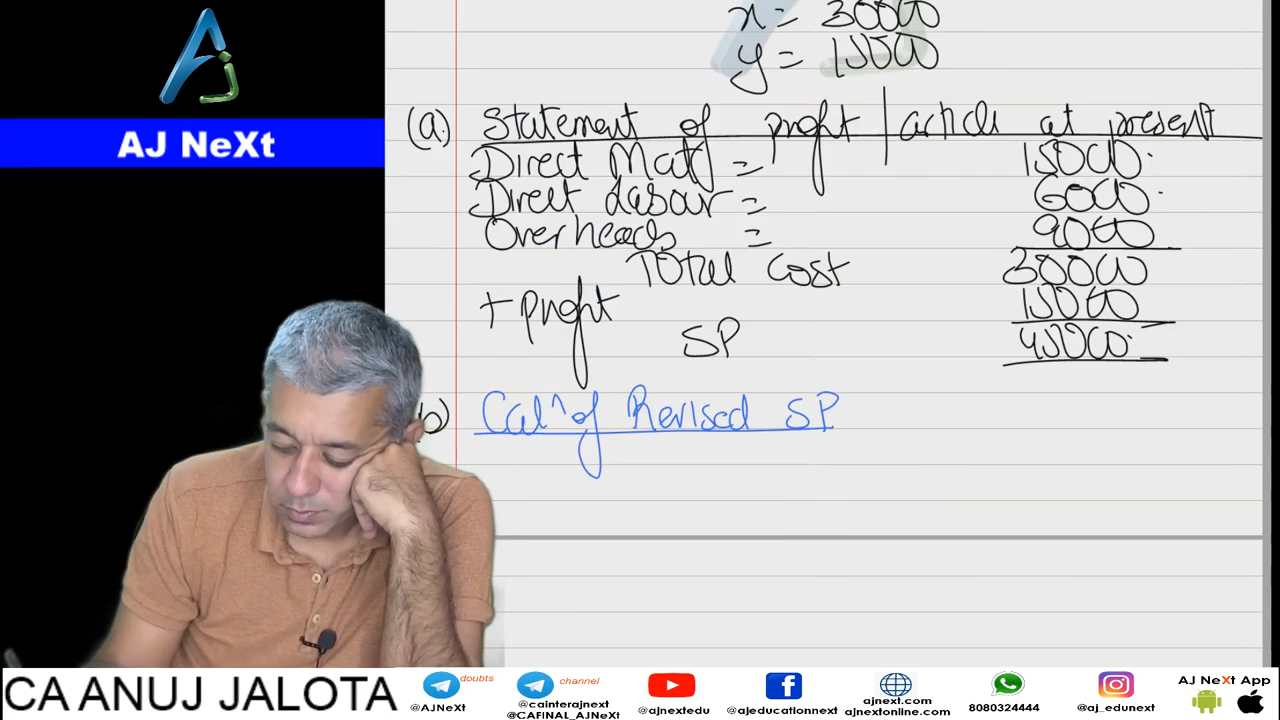 x = 30000
y = 15000
(a) Statement of profit / article at present
Direct Mat = 15000
Direct Labour = 6000
Overheads = 9000
Total Cost 30000
+ profit 15000
SP 45000
b) Calⁿ of Revised SP
AJ NeXt
CA ANUJ JALOTA
doubts
@AJNeXt
channel
@cainterajnext
@CAFINAL_AJNeXt
@ajnextedu
@ajeducationnext
ajnext.com
ajnextonline.com
8080324444
@aj_edunext
AJ NeXt App